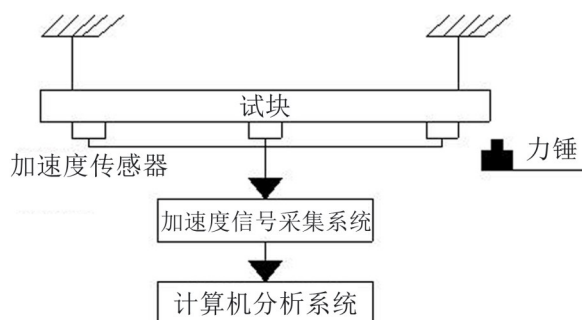 试块
力锤
加速度传感器
加速度信号采集系统
计算机分析系统